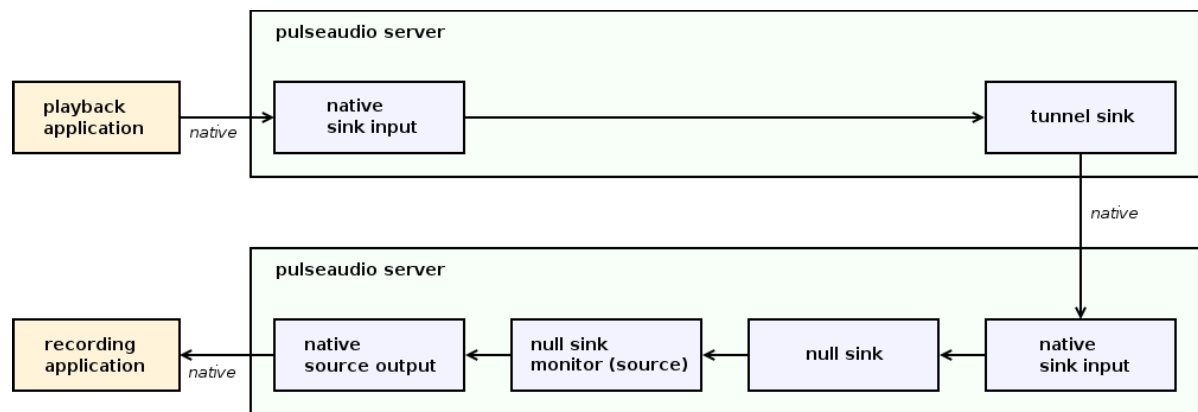 pulseaudio server
playback
application
native
native
sink input
tunnel sink
native
pulseaudio server
recording
application
native
native
source output
null sink
monitor (source)
null sink
native
sink input